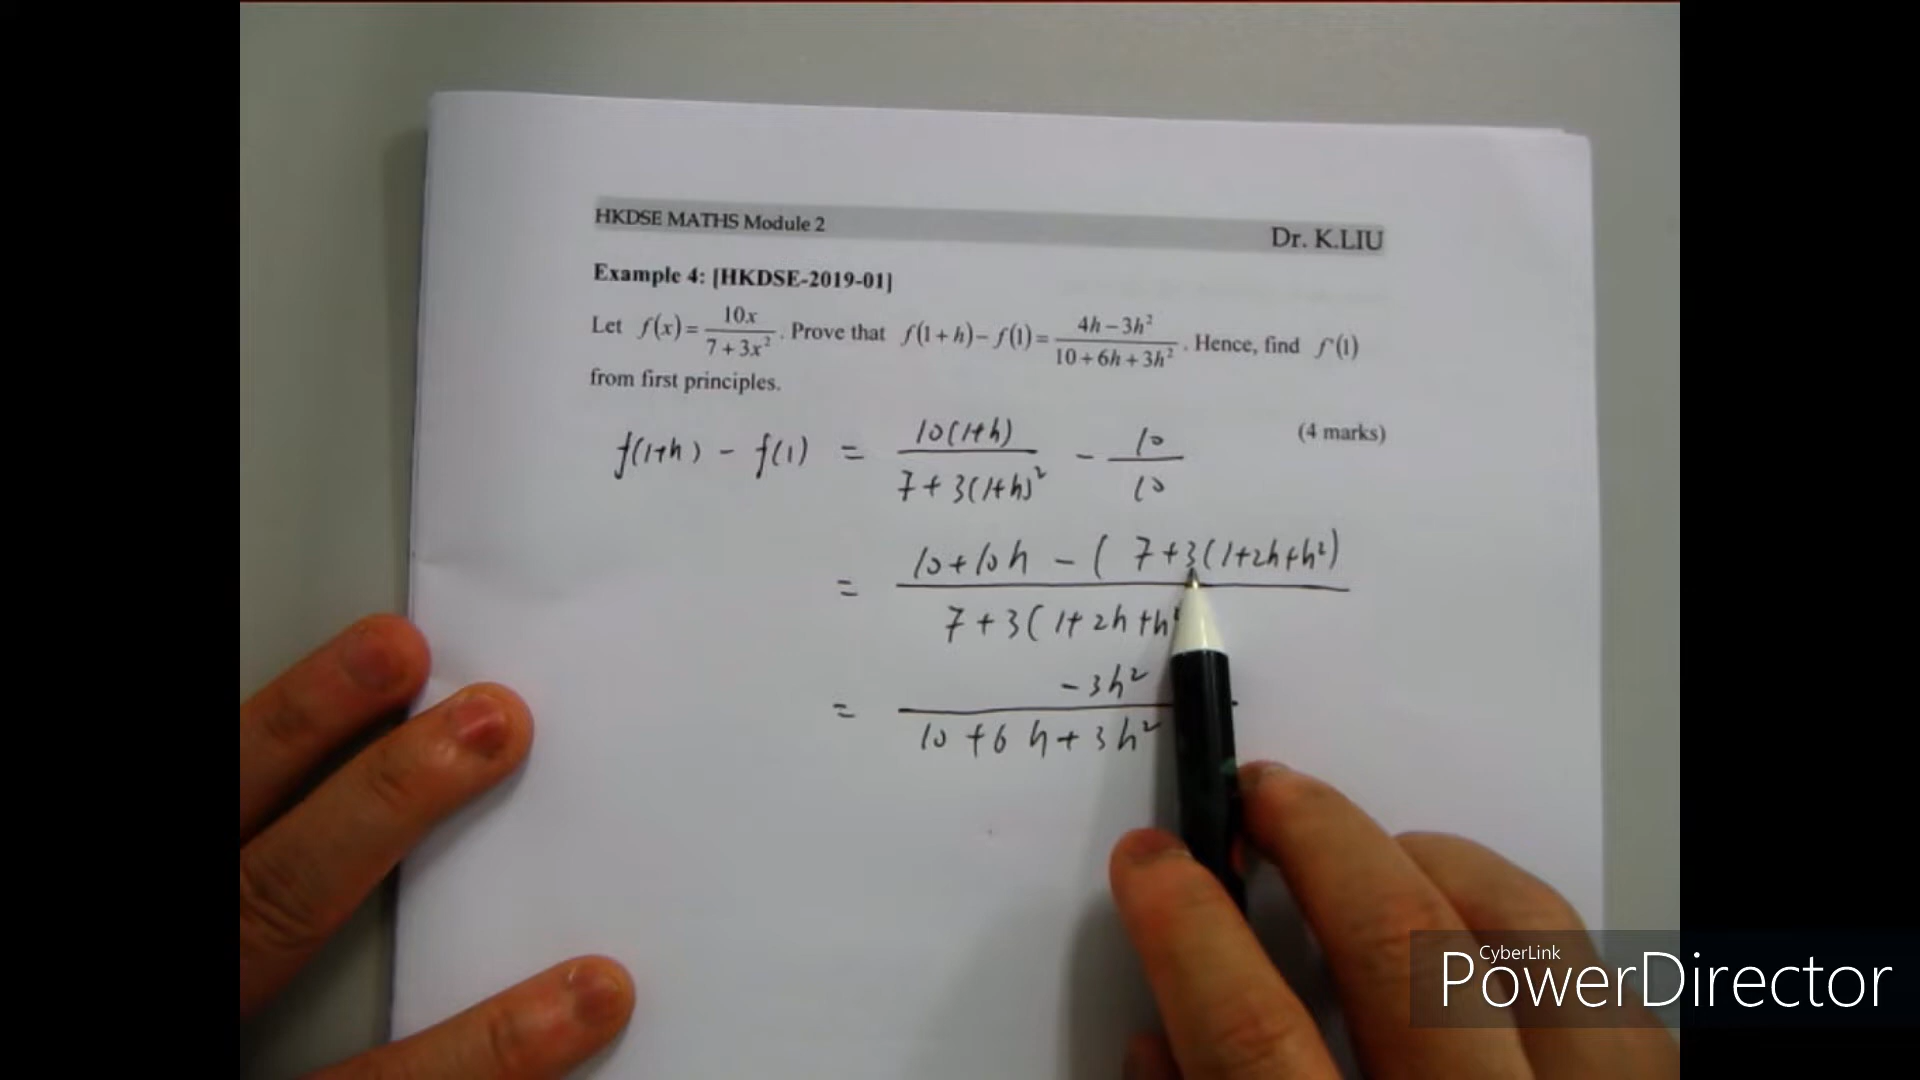 HKDSE MATHS Module 2
Dr. K.LIU
Example 4: [HKDSE-2019-01]
Let f(x) = 10x / (7 + 3x²) . Prove that f(1 + h) − f(1) = (4h − 3h²) / (10 + 6h + 3h²) . Hence, find f'(1)
from first principles.
(4 marks)
f(1+h) − f(1) = 10(1+h) / (7 + 3(1+h)²) − 10 / 10
= (10 + 10h − ( 7 + 3(1+2h+h²)) / (7 + 3(1+2h+h²
= −3h² / (10 + 6h + 3h²)
CyberLink
PowerDirector